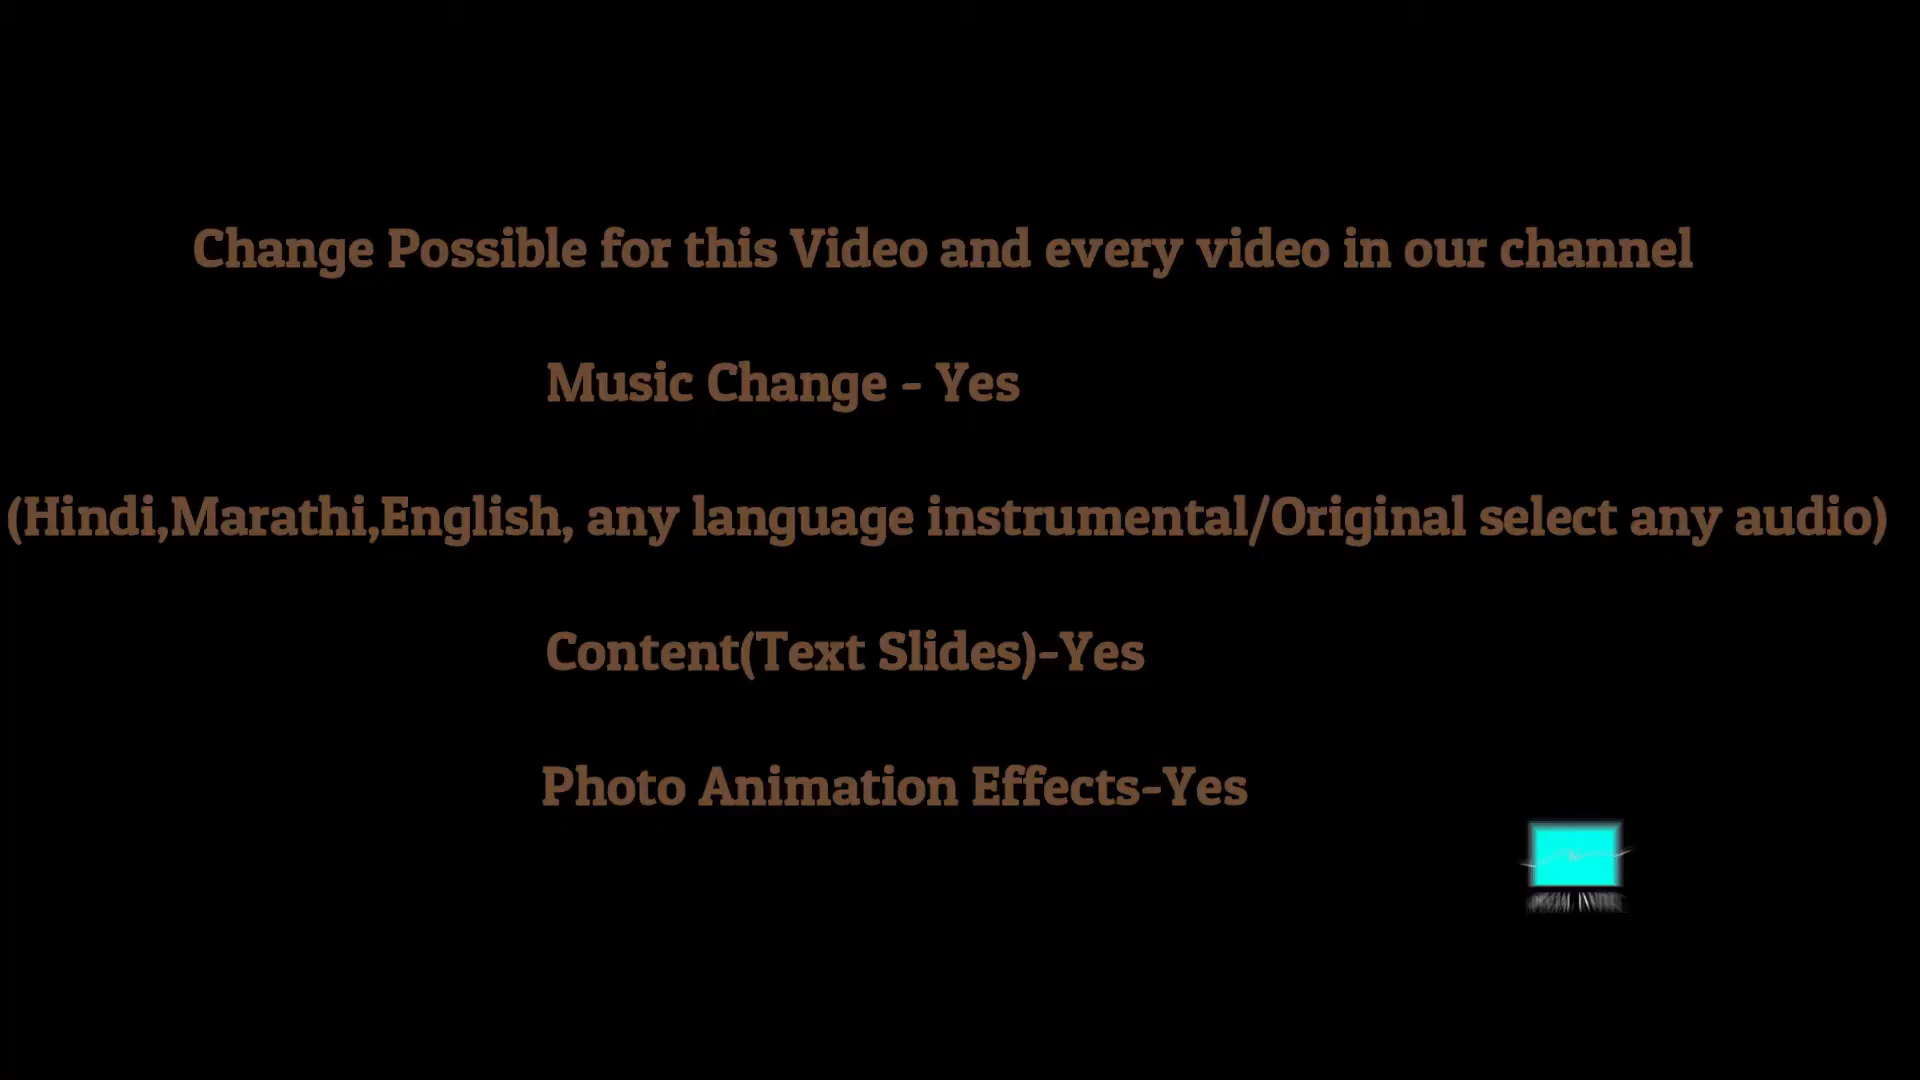 Change Possible for this Video and every video in our channel
Music Change - Yes
(Hindi,Marathi,English, any language instrumental/Original select any audio)
Content(Text Slides)-Yes
Photo Animation Effects-Yes